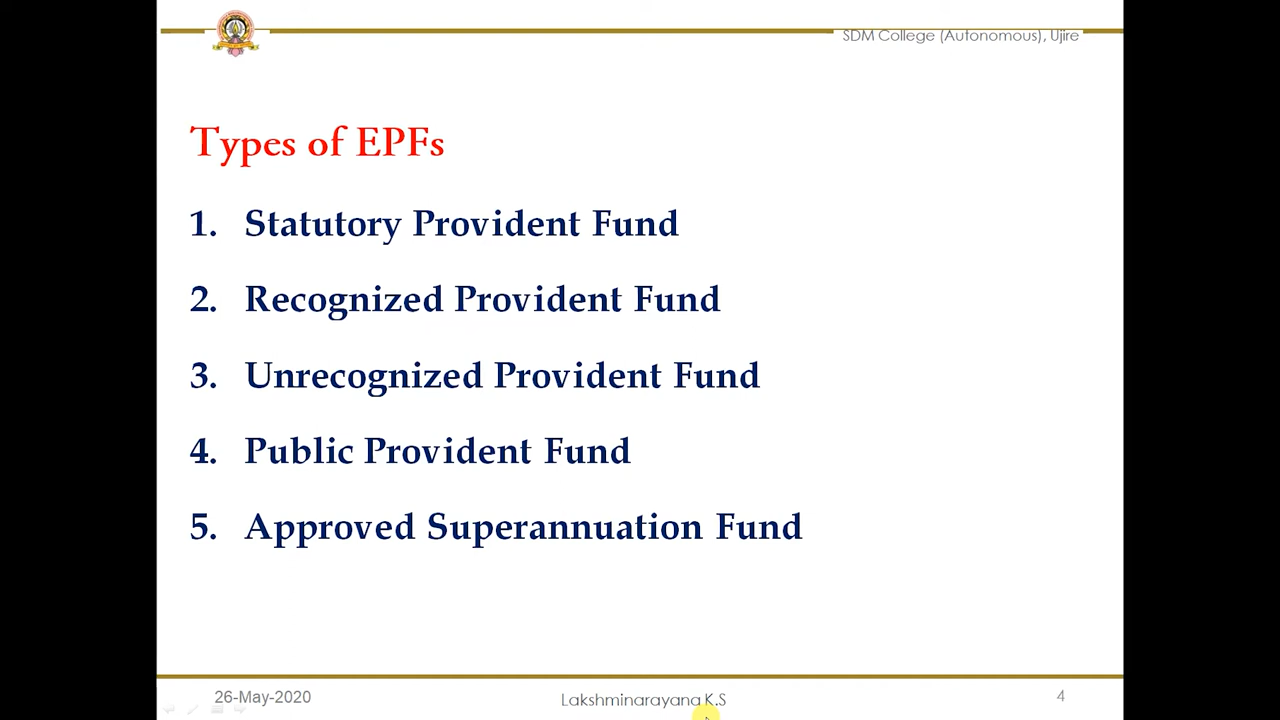 SDM College (Autonomous), Ujire
Types of EPFs
1. Statutory Provident Fund
2. Recognized Provident Fund
3. Unrecognized Provident Fund
4. Public Provident Fund
5. Approved Superannuation Fund
26-May-2020
Lakshminarayana K.S
4